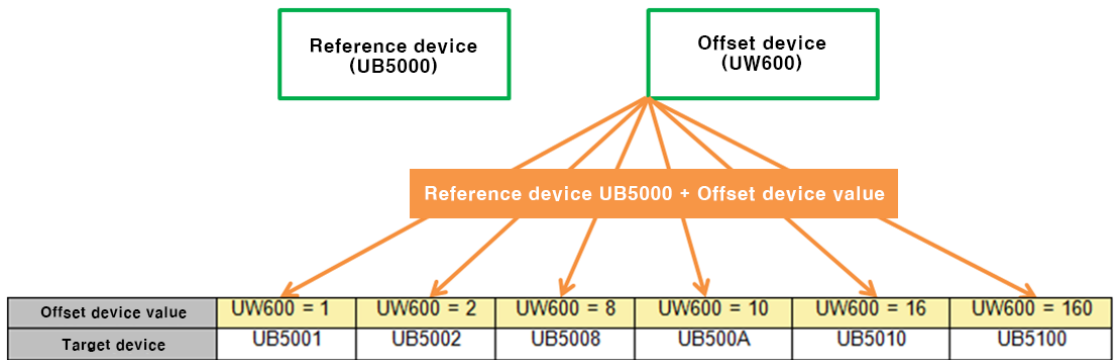 Reference device
(UB5000)
Offset device
(UW600)
Reference device UB5000 + Offset device value
Offset device value UW600 = 1 UW600 = 2 UW600 = 8 UW600 = 10 UW600 = 16 UW600 = 160
Target device UB5001 UB5002 UB5008 UB500A UB5010 UB5100